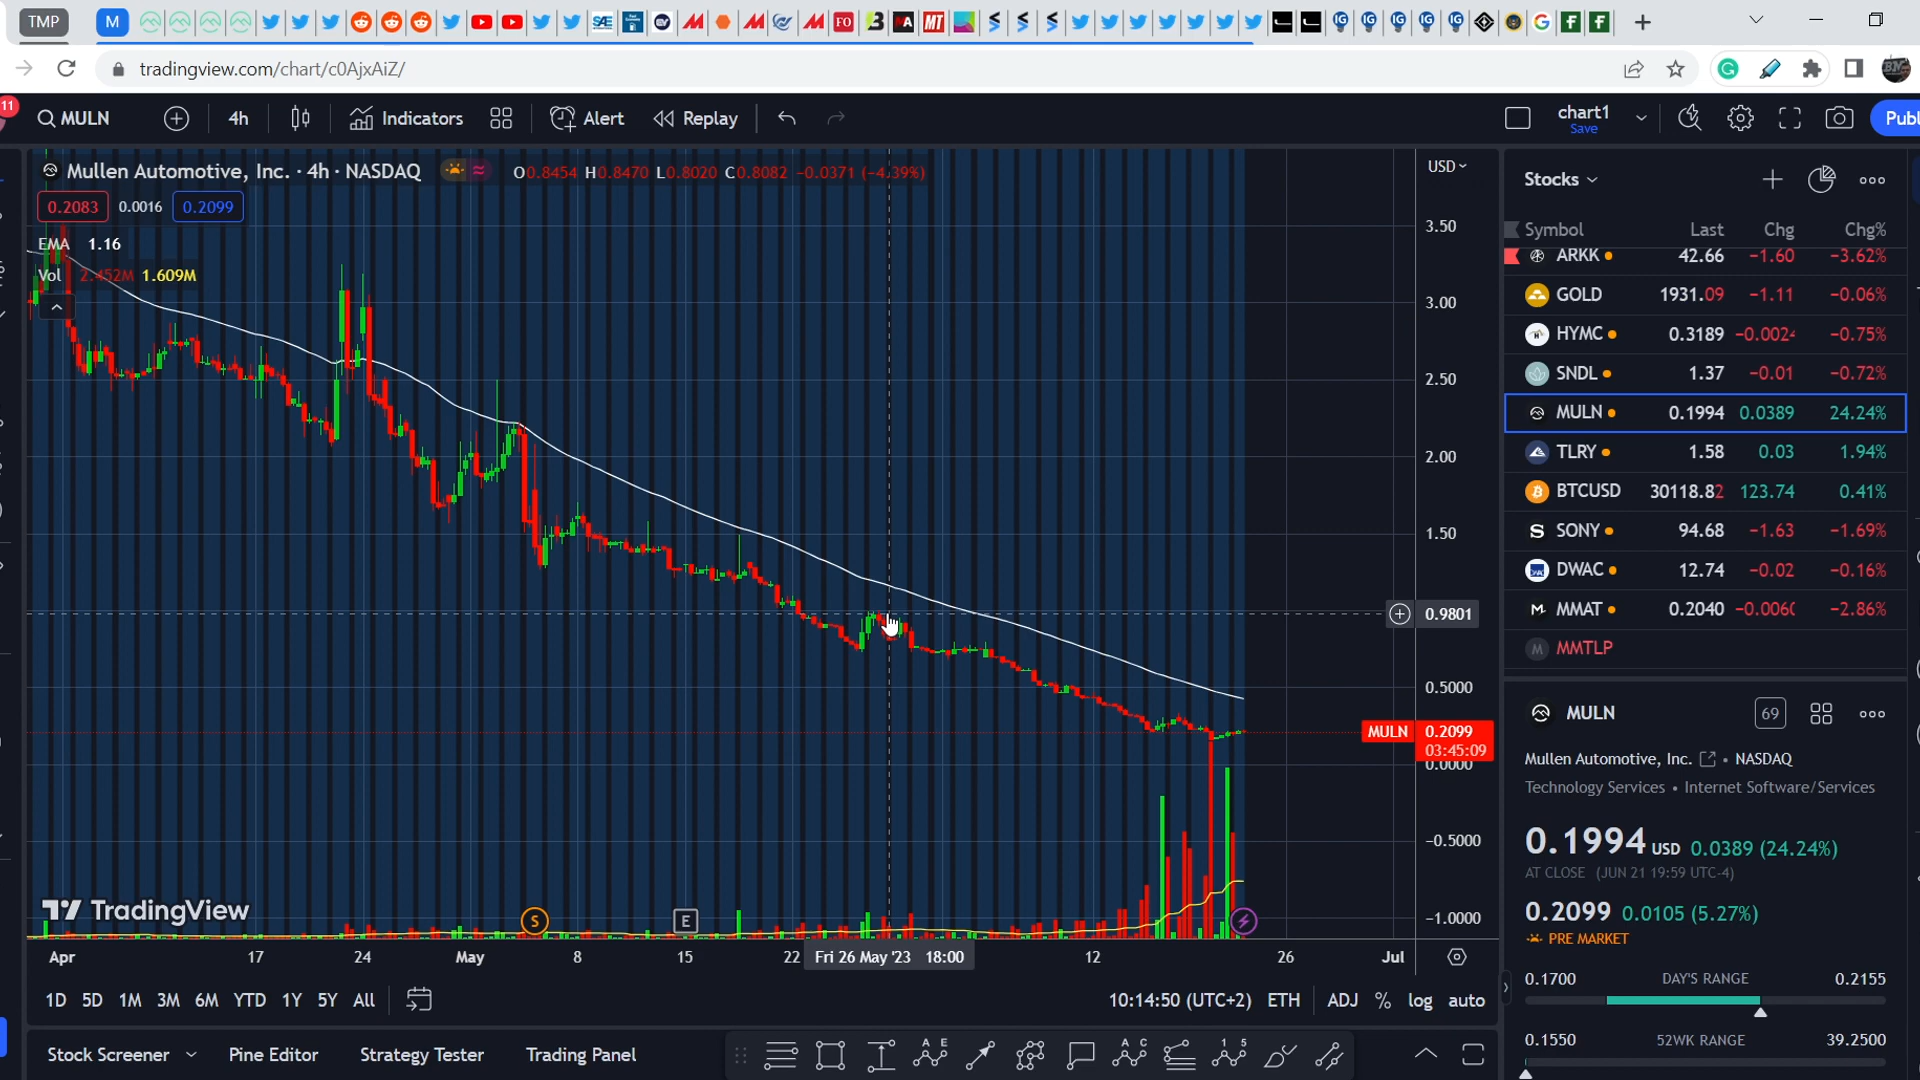 TMP
M
FO
MT
tradingview.com/chart/c0AjxAiZ/
11
MULN
4h
Indicators
Alert
Replay
chart1
Save
Publ
Mullen Automotive, Inc. · 4h · NASDAQ
O0.8454 H0.8470 L0.8020 C0.8082 −0.0371 (−4.39%)
0.2083
0.0016
0.2099
EMA 1.16
Vol 2.452M 1.609M
USD
3.50
3.00
2.50
2.00
1.50
0.9801
0.5000
MULN
0.2099
03:45:09
0.0000
−0.5000
−1.0000
TradingView
S
E
Apr
17
24
May
8
15
22
Fri 26 May '23 18:00
12
26
Jul
1D
5D
1M
3M
6M
YTD
1Y
5Y
All
10:14:50 (UTC+2)
ETH
ADJ
%
log
auto
Stock Screener
Pine Editor
Strategy Tester
Trading Panel
Stocks
Symbol Last Chg Chg%
ARKK 42.66 −1.60 −3.62%
GOLD 1931.09 −1.11 −0.06%
HYMC 0.3189 −0.75%
SNDL 1.37 −0.01 −0.72%
MULN 0.1994 0.0389 24.24%
TLRY 1.58 0.03 1.94%
BTCUSD 30118.82 123.74 0.41%
SONY 94.68 −1.63 −1.69%
DWAC 12.74 −0.02 −0.16%
MMAT 0.2040 −2.86%
MMTLP
MULN
69
Mullen Automotive, Inc. • NASDAQ
Technology Services • Internet Software/Services
0.1994 USD 0.0389 (24.24%)
AT CLOSE (JUN 21 19:59 UTC-4)
0.2099 0.0105 (5.27%)
PRE MARKET
0.1700 DAY'S RANGE 0.2155
0.1550 52WK RANGE 39.2500